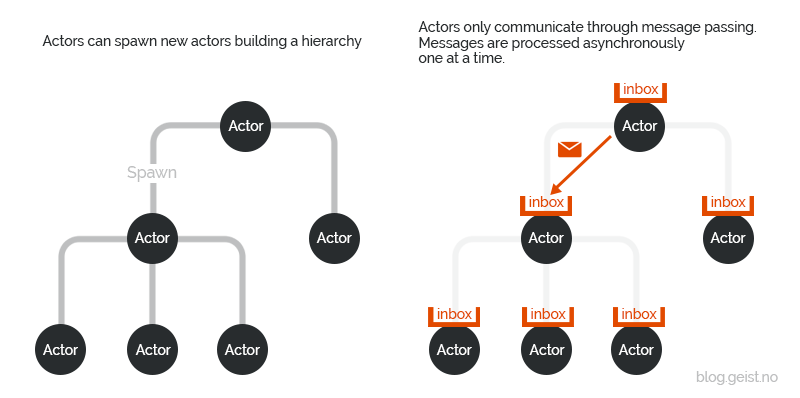 Actors can spawn new actors building a hierarchy
Actor
Spawn
Actor
Actor
Actor
Actor
Actor
Actors only communicate through message passing.
Messages are processed asynchronously
one at a time.
inbox
Actor
inbox
inbox
Actor
Actor
inbox
inbox
inbox
Actor
Actor
Actor
blog.geist.no